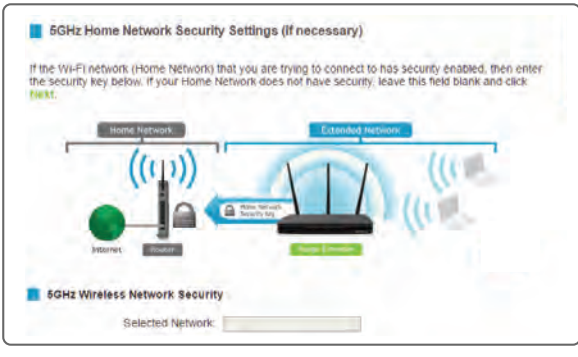 5GHz Home Network Security Settings (if necessary)
If the Wi-Fi network (Home Network) that you are trying to connect to has security enabled, then enter
the security key below. If your Home Network does not have security, leave this field blank and click
Next.
Home Network
Extended Network
Home Network
Security Key
Internet
Router
Range Extender
5GHz Wireless Network Security
Selected Network: